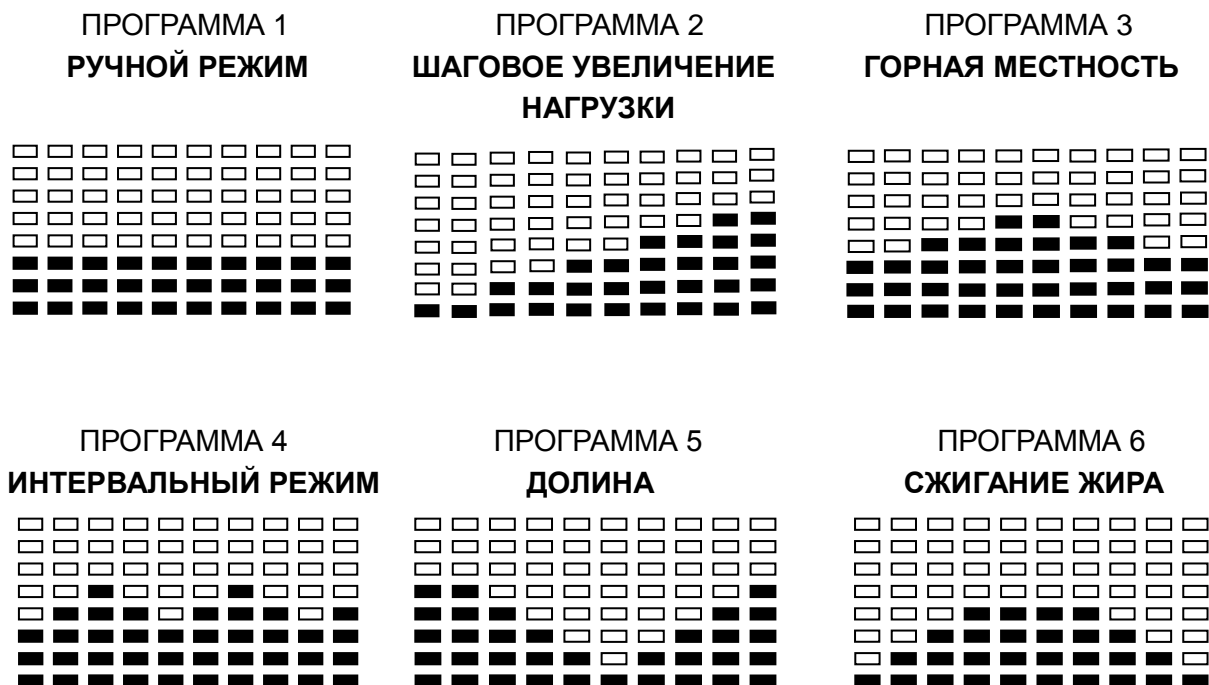 ПРОГРАММА 1
РУЧНОЙ РЕЖИМ
ПРОГРАММА 2
ШАГОВОЕ УВЕЛИЧЕНИЕ
НАГРУЗКИ
ПРОГРАММА 3
ГОРНАЯ МЕСТНОСТЬ
ПРОГРАММА 4
ИНТЕРВАЛЬНЫЙ РЕЖИМ
ПРОГРАММА 5
ДОЛИНА
ПРОГРАММА 6
СЖИГАНИЕ ЖИРА